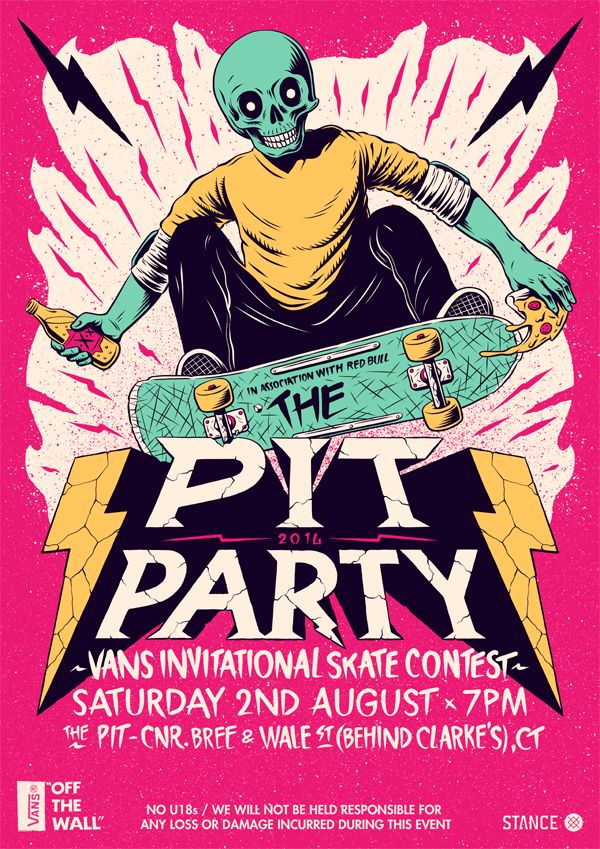 IN ASSOCIATION WITH RED BULL
THE
PIT
2014
PARTY
~VANS INVITATIONAL SKATE CONTEST~
SATURDAY 2ND AUGUST × 7PM
THE PIT - CNR. BREE & WALE ST (BEHIND CLARKE'S), CT
VANS®
"OFF
THE
WALL"
NO U18s / WE WILL NOT BE HELD RESPONSIBLE FOR
ANY LOSS OR DAMAGE INCURRED DURING THIS EVENT
STANCE